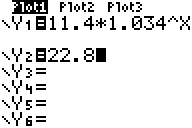 Plot1 Plot2 Plot3
\Y1=11.4*1.034^X
\Y2=22.8
\Y3=
\Y4=
\Y5=
\Y6=